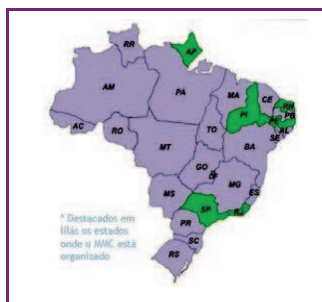 RR
AP
AM
PA
MA
CE
RN
PB
PI
PE
AL
SE
AC
RO
TO
MT
BA
GO
DF
MG
MS
ES
SP
RJ
PR
SC
RS
* Destacados em
lilás os estados
onde o MMC está
organizado